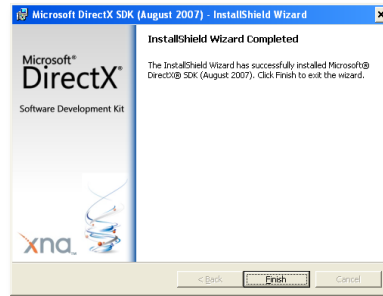 Microsoft DirectX SDK (August 2007) - InstallShield Wizard
InstallShield Wizard Completed
The InstallShield Wizard has successfully installed Microsoft®
DirectX® SDK (August 2007). Click Finish to exit the wizard.
Microsoft®
DirectX®
Software Development Kit
xna
< Back
Finish
Cancel